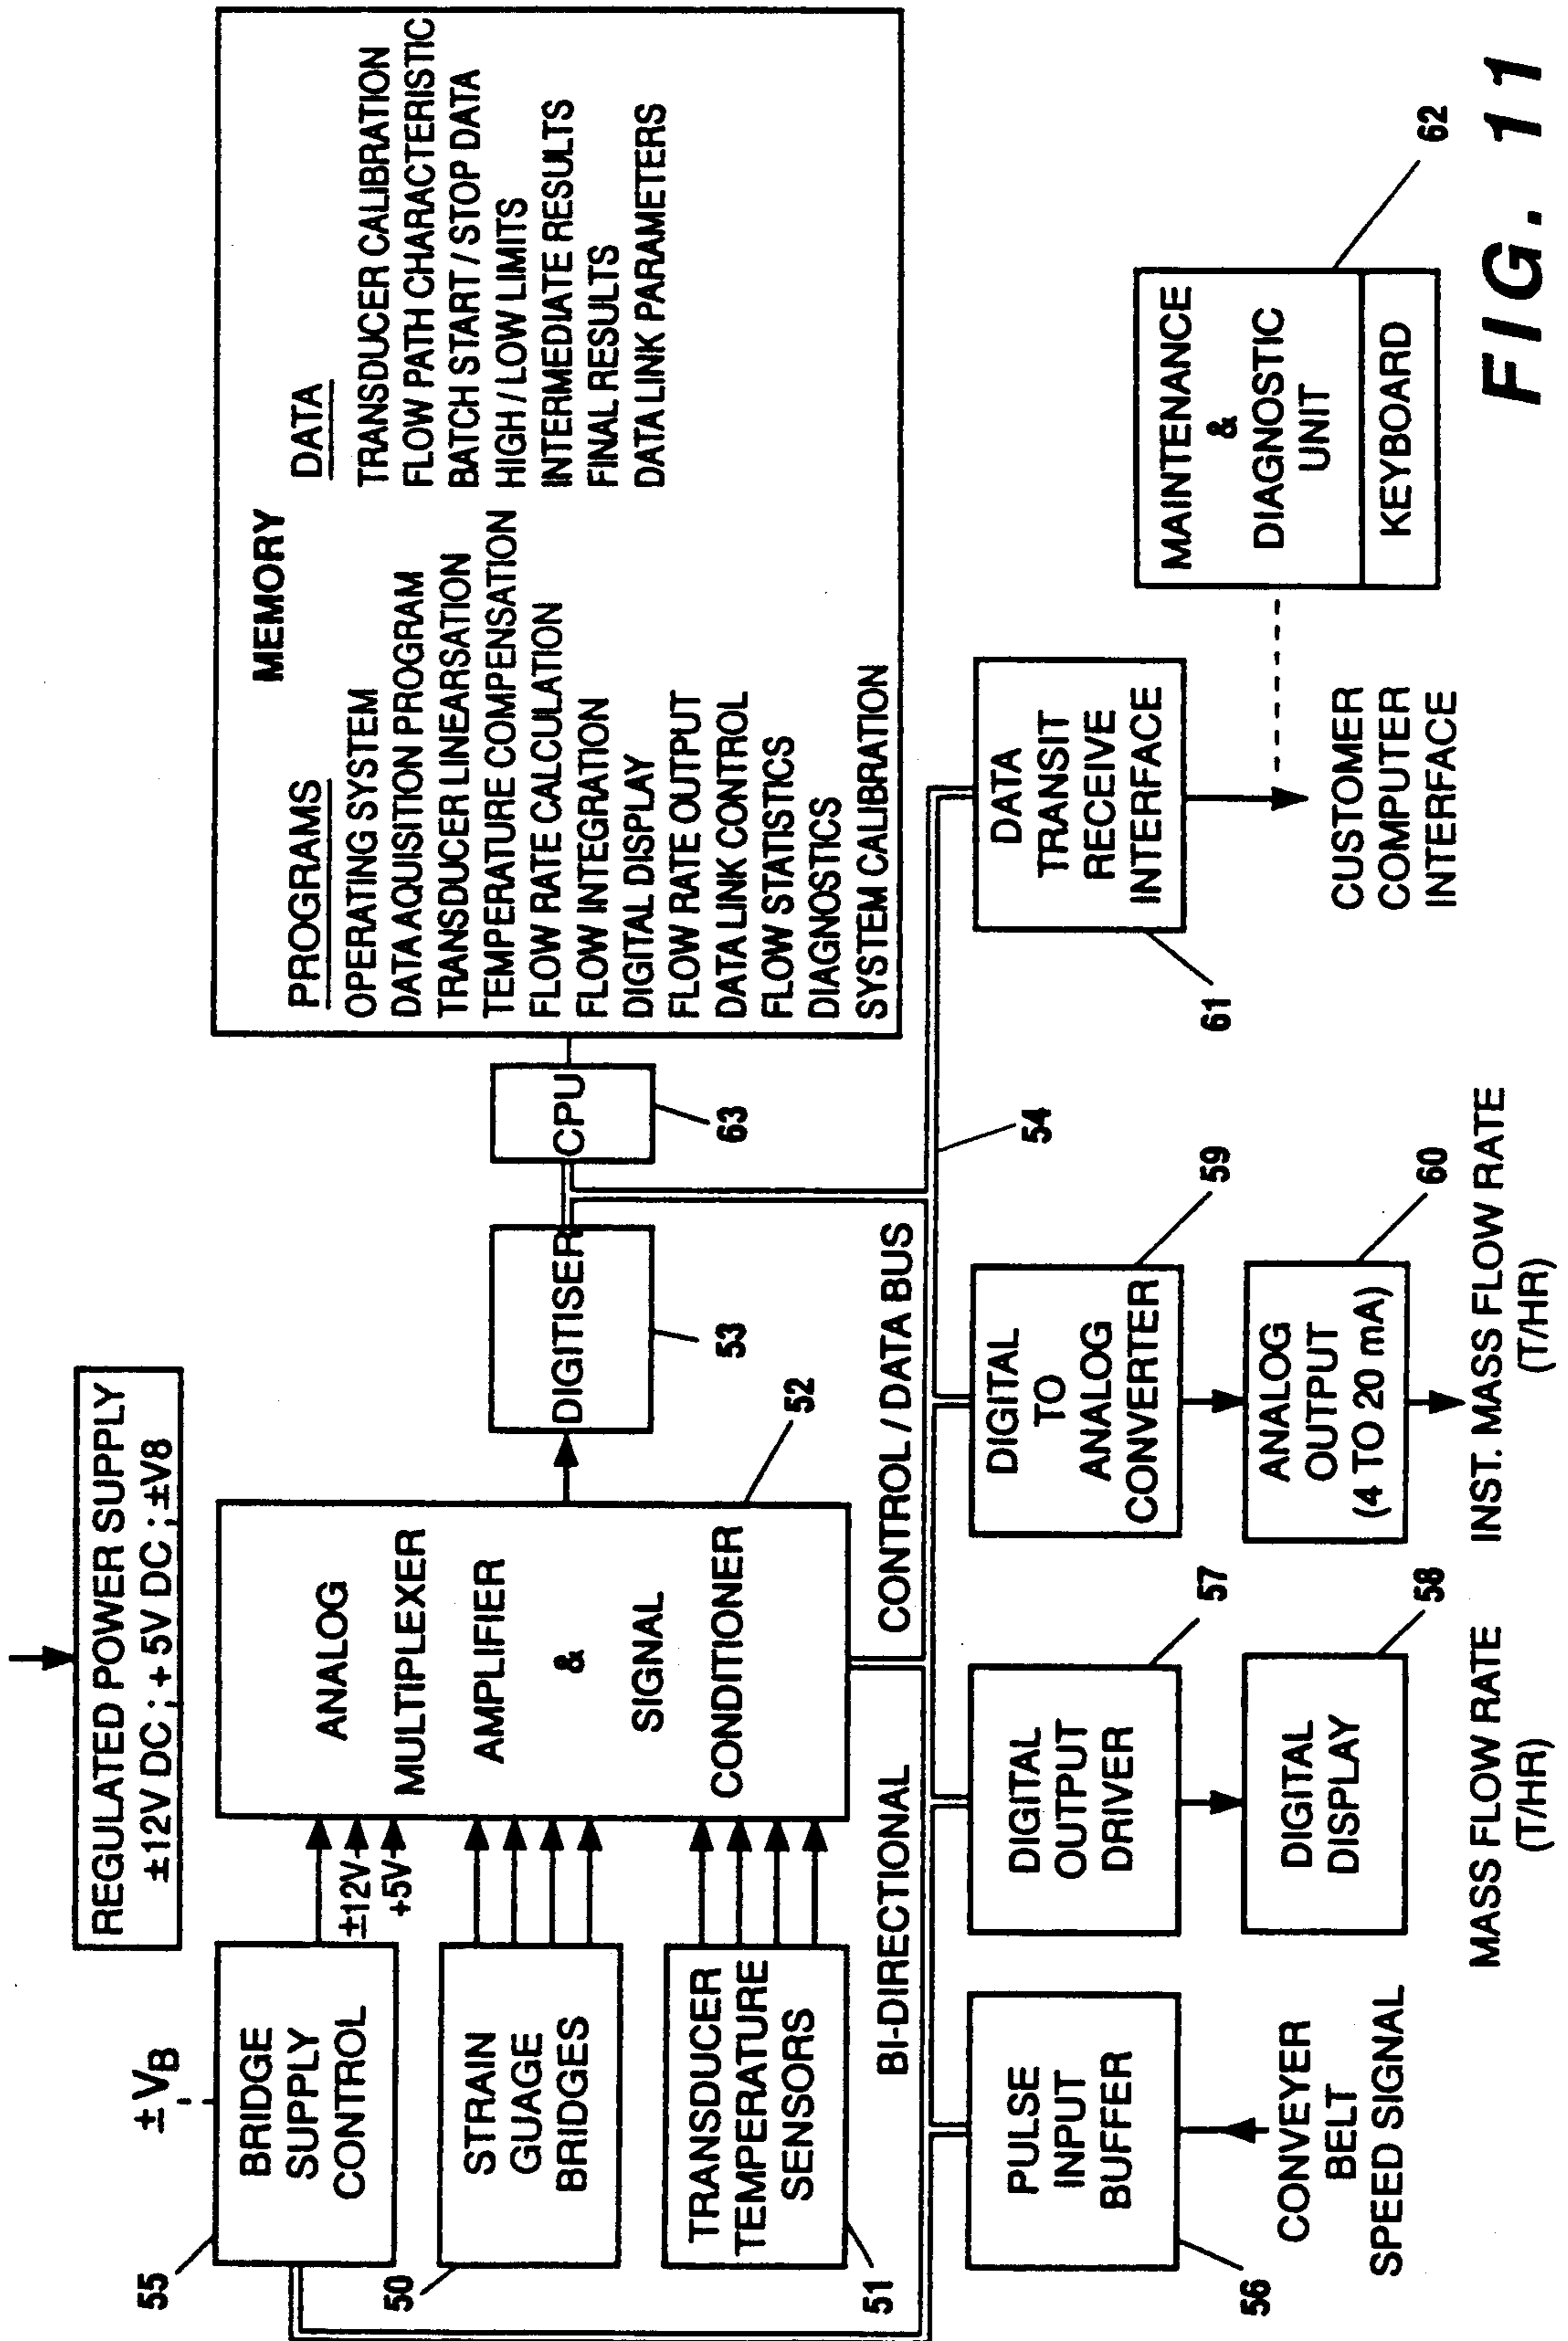 REGULATED POWER SUPPLY
±12V DC ; +5V DC ; ±V8
±VB
BRIDGE
SUPPLY
CONTROL
55
±12V
+5V
STRAIN
GUAGE
BRIDGES
50
TRANSDUCER
TEMPERATURE
SENSORS
51
ANALOG
MULTIPLEXER
AMPLIFIER
&
SIGNAL
CONDITIONER
52
DIGITISER
53
CPU
63
MEMORY
PROGRAMS
OPERATING SYSTEM
DATA AQUISITION PROGRAM
TRANSDUCER LINEARSATION
TEMPERATURE COMPENSATION
FLOW RATE CALCULATION
FLOW INTEGRATION
DIGITAL DISPLAY
FLOW RATE OUTPUT
DATA LINK CONTROL
FLOW STATISTICS
DIAGNOSTICS
SYSTEM CALIBRATION
DATA
TRANSDUCER CALIBRATION
FLOW PATH CHARACTERISTIC
BATCH START / STOP DATA
HIGH / LOW LIMITS
INTERMEDIATE RESULTS
FINAL RESULTS
DATA LINK PARAMETERS
BI-DIRECTIONAL
CONTROL / DATA BUS
54
PULSE
INPUT
BUFFER
56
CONVEYER
BELT
SPEED SIGNAL
DIGITAL
OUTPUT
DRIVER
57
DIGITAL
DISPLAY
58
MASS FLOW RATE
(T/HR)
DIGITAL
TO
ANALOG
CONVERTER
59
ANALOG
OUTPUT
(4 TO 20 mA)
60
INST. MASS FLOW RATE
(T/HR)
DATA
TRANSIT
RECEIVE
INTERFACE
61
CUSTOMER
COMPUTER
INTERFACE
MAINTENANCE
&
DIAGNOSTIC
UNIT
KEYBOARD
62
FIG. 11